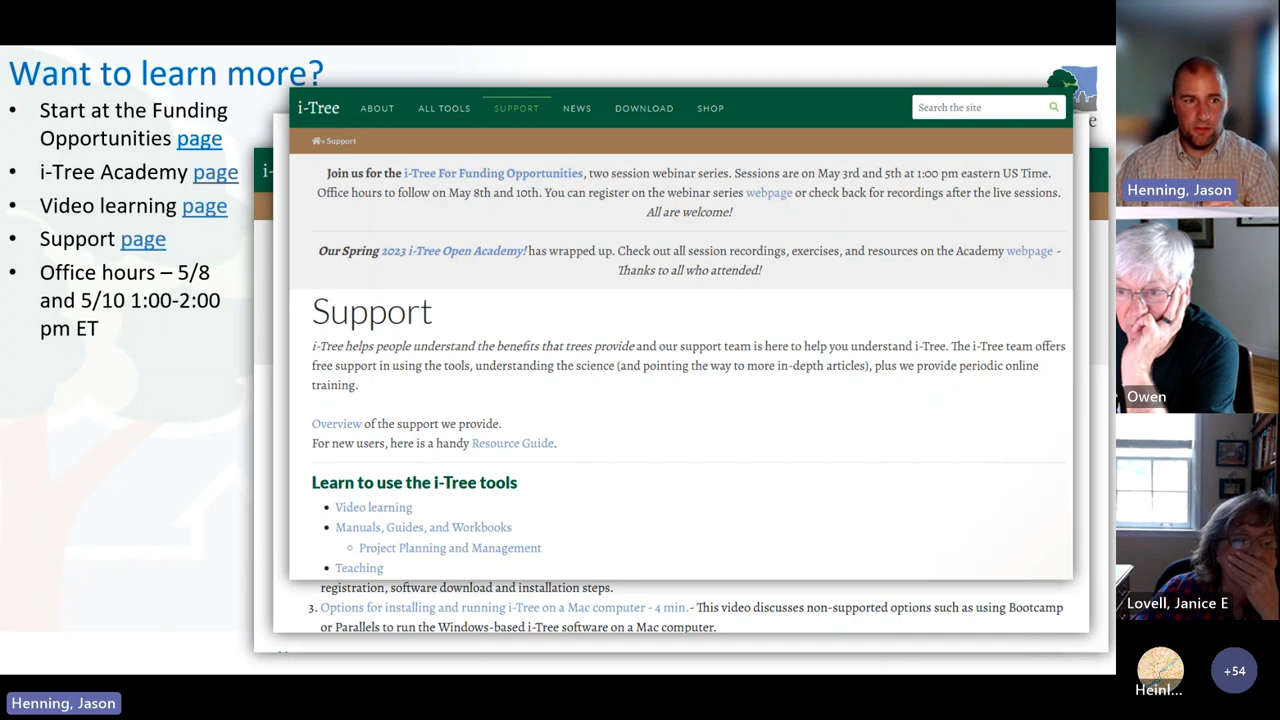 Want to learn more?
• Start at the Funding
Opportunities page
• i-Tree Academy page
• Video learning page
• Support page
• Office hours – 5/8
and 5/10 1:00-2:00
pm ET
i-Tree
ABOUT
ALL TOOLS
SUPPORT
NEWS
DOWNLOAD
SHOP
Search the site
» Support
Join us for the i-Tree For Funding Opportunities, two session webinar series. Sessions are on May 3rd and 5th at 1:00 pm eastern US Time.
Office hours to follow on May 8th and 10th. You can register on the webinar series webpage or check back for recordings after the live sessions.
All are welcome!
Our Spring 2023 i-Tree Open Academy! has wrapped up. Check out all session recordings, exercises, and resources on the Academy webpage -
Thanks to all who attended!
Support
i-Tree helps people understand the benefits that trees provide and our support team is here to help you understand i-Tree. The i-Tree team offers
free support in using the tools, understanding the science (and pointing the way to more in-depth articles), plus we provide periodic online
training.
Overview of the support we provide.
For new users, here is a handy Resource Guide.
Learn to use the i-Tree tools
• Video learning
• Manuals, Guides, and Workbooks
○ Project Planning and Management
• Teaching
registration, software download and installation steps.
3. Options for installing and running i-Tree on a Mac computer - 4 min.- This video discusses non-supported options such as using Bootcamp
or Parallels to run the Windows-based i-Tree software on a Mac computer.
Henning, Jason
Owen
Lovell, Janice E
Heinl...
+54
Henning, Jason